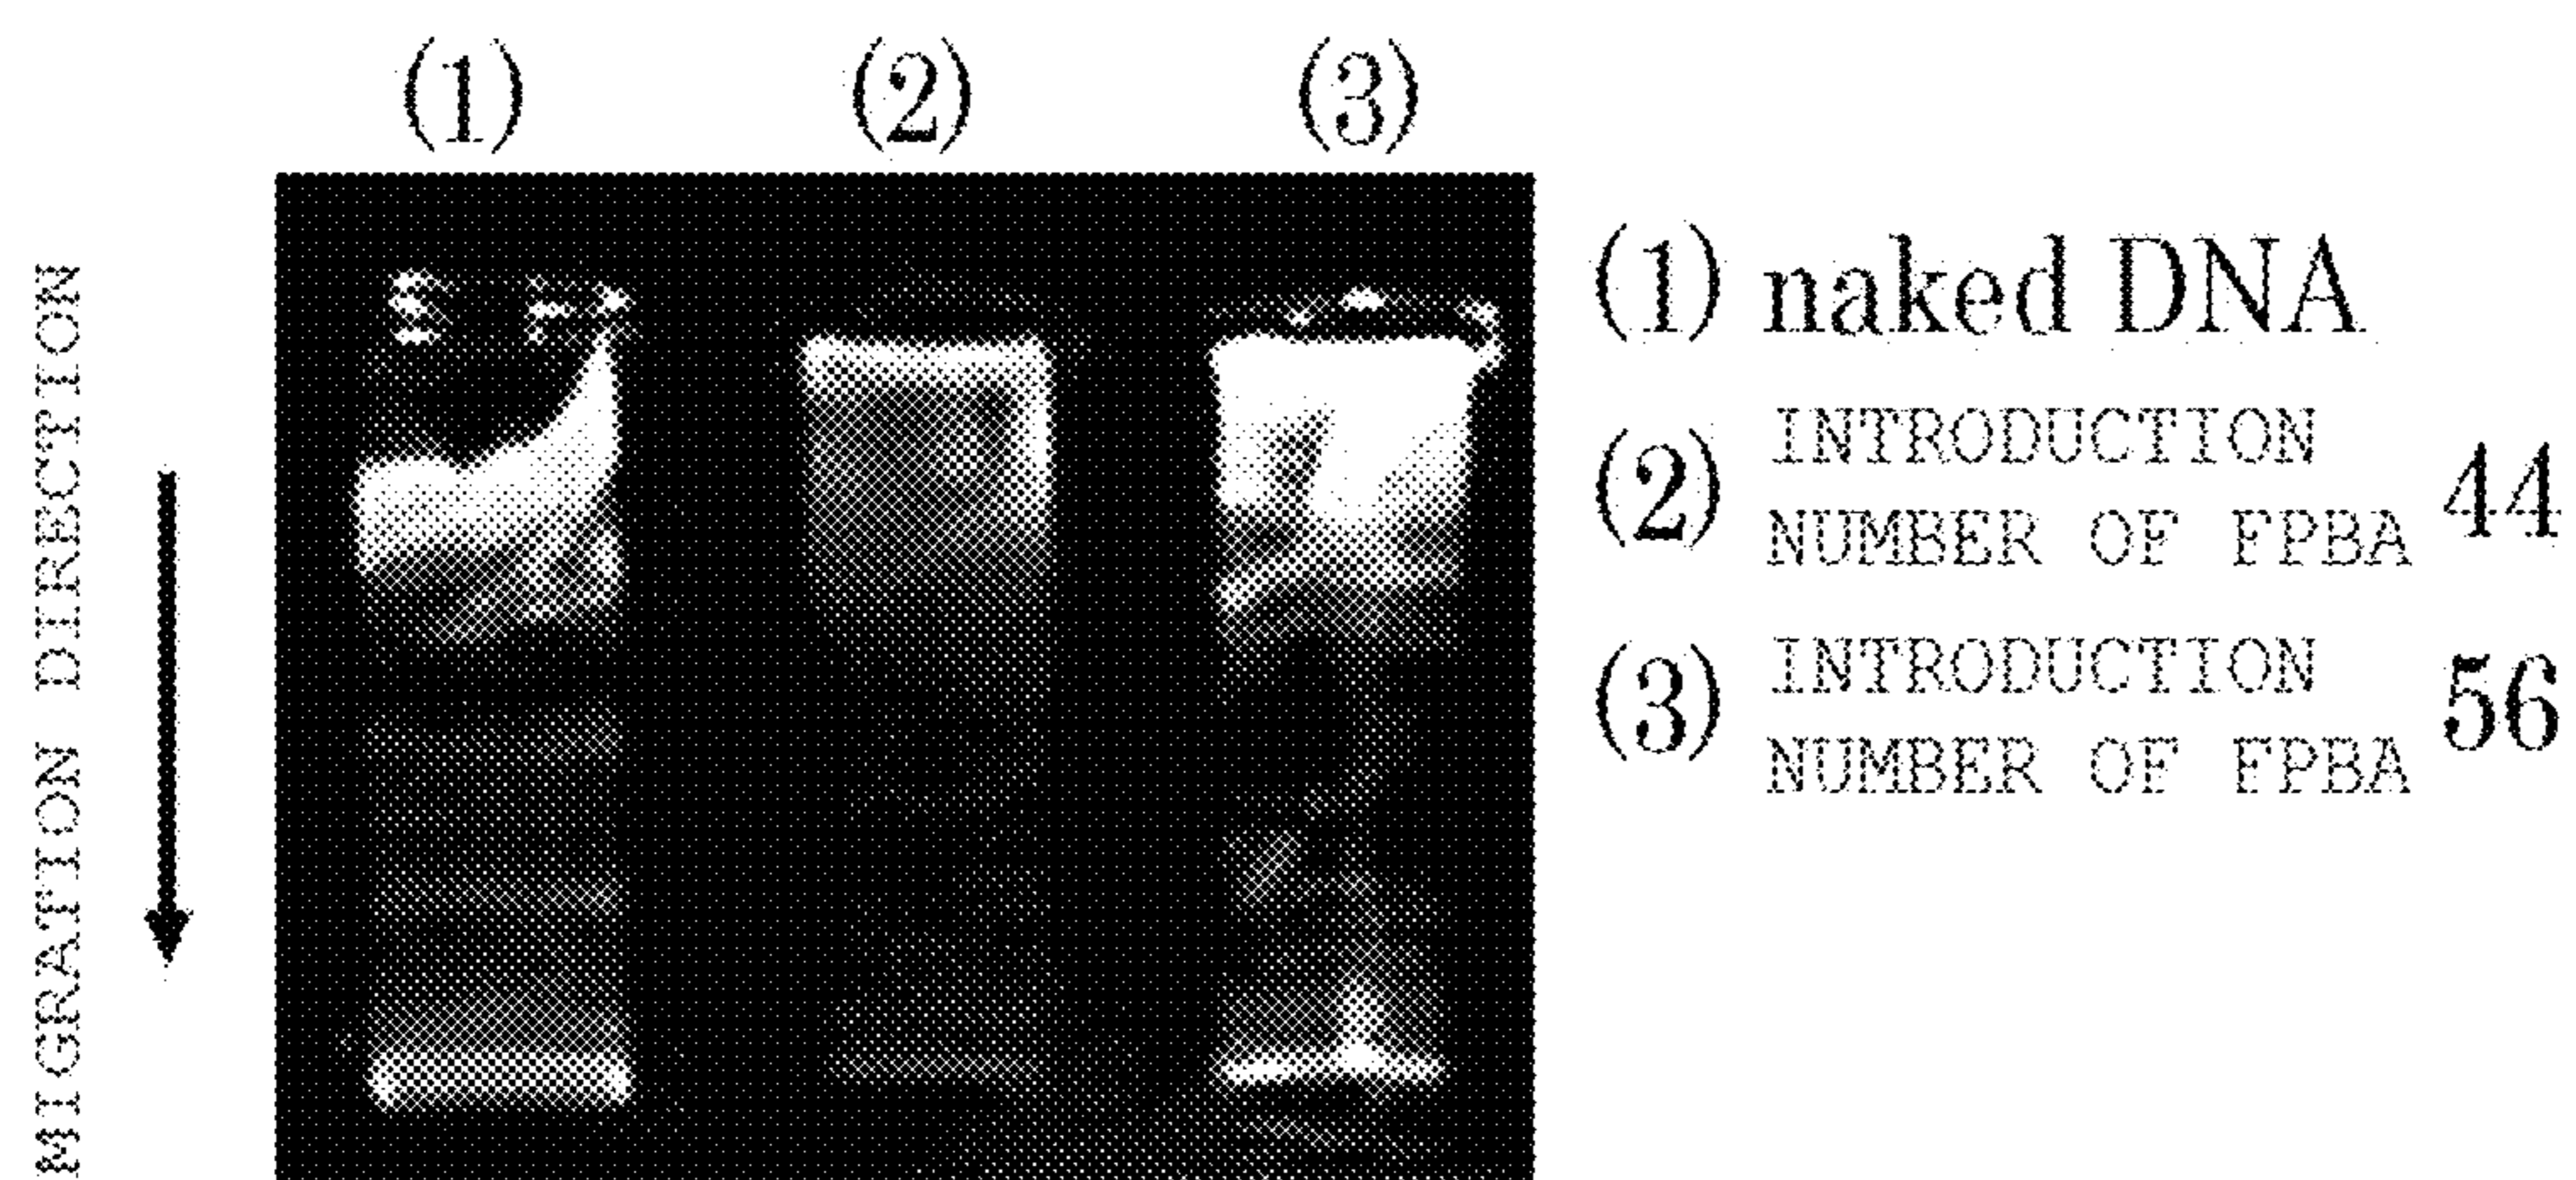 (1) (2) (3)
MIGRATION DIRECTION
(1) naked DNA
(2) INTRODUCTION
NUMBER OF FPBA 44
(3) INTRODUCTION
NUMBER OF FPBA 56